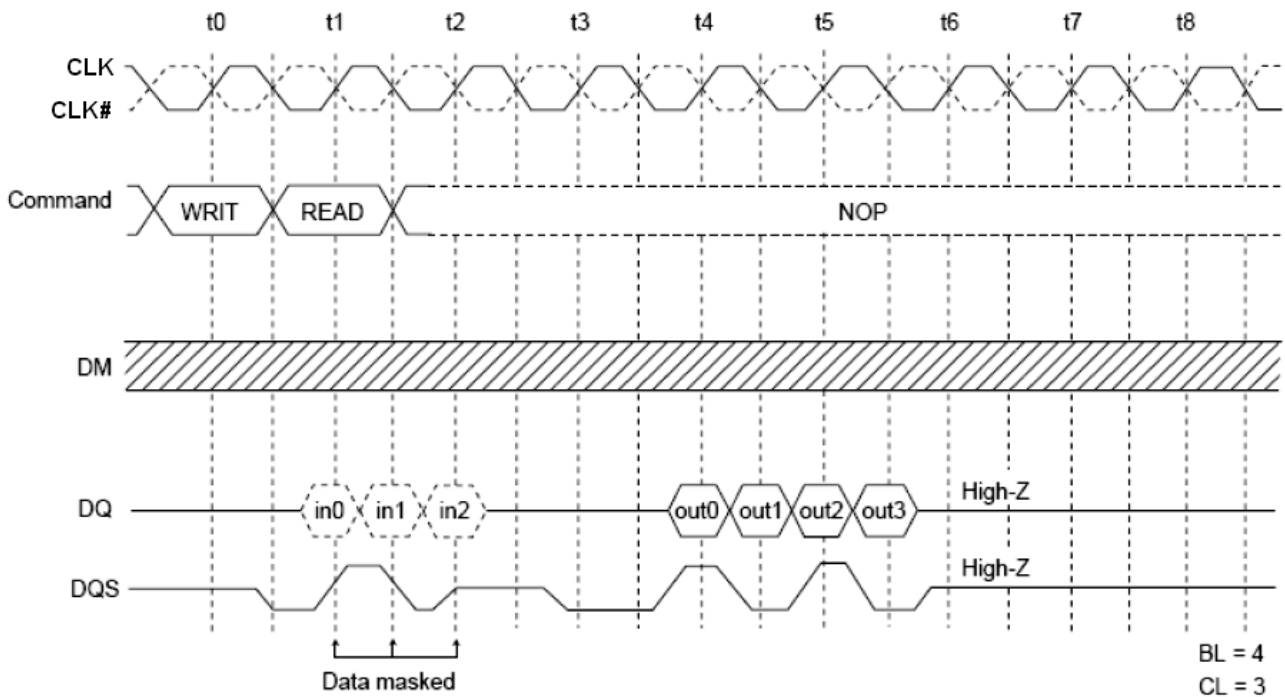 t0 t1 t2 t3 t4 t5 t6 t7 t8
CLK
CLK#
Command WRIT READ NOP
DM
DQ in0 in1 in2 out0 out1 out2 out3 High-Z
DQS High-Z
Data masked
BL = 4
CL = 3